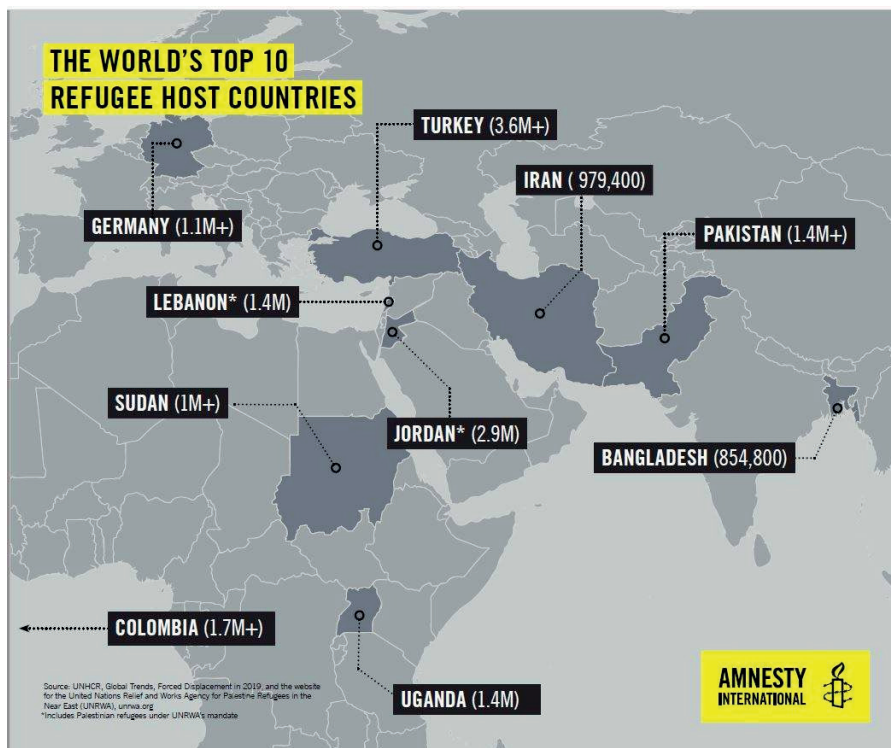 THE WORLD'S TOP 10
REFUGEE HOST COUNTRIES
TURKEY (3.6M+)
IRAN ( 979,400)
GERMANY (1.1M+)
PAKISTAN (1.4M+)
LEBANON* (1.4M)
SUDAN (1M+)
JORDAN* (2.9M)
BANGLADESH (854,800)
COLOMBIA (1.7M+)
UGANDA (1.4M)
Source: UNHCR, Global Trends, Forced Displacement in 2019, and the website
for the United Nations Relief and Works Agency for Palestine Refugees in the
Near East (UNRWA), unrwa.org
*Includes Palestinian refugees under UNRWA's mandate
AMNESTY
INTERNATIONAL